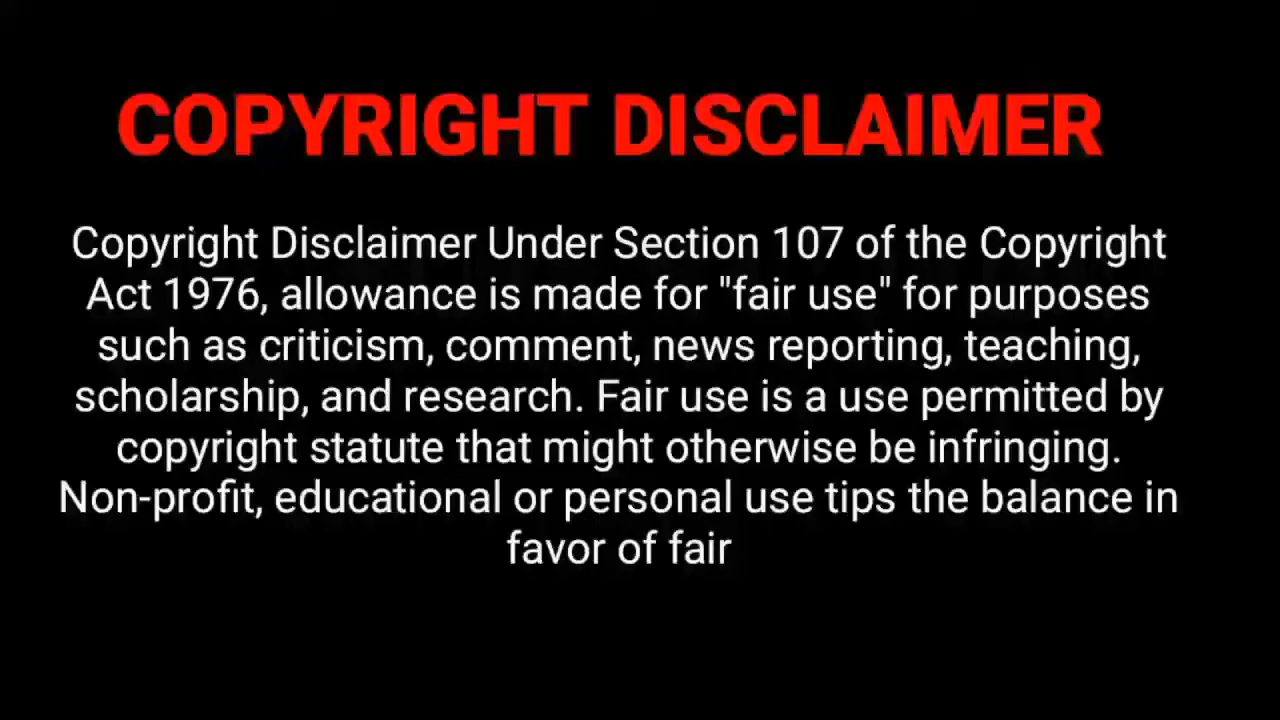 COPYRIGHT DISCLAIMER
Copyright Disclaimer Under Section 107 of the Copyright
Act 1976, allowance is made for "fair use" for purposes
such as criticism, comment, news reporting, teaching,
scholarship, and research. Fair use is a use permitted by
copyright statute that might otherwise be infringing.
Non-profit, educational or personal use tips the balance in
favor of fair